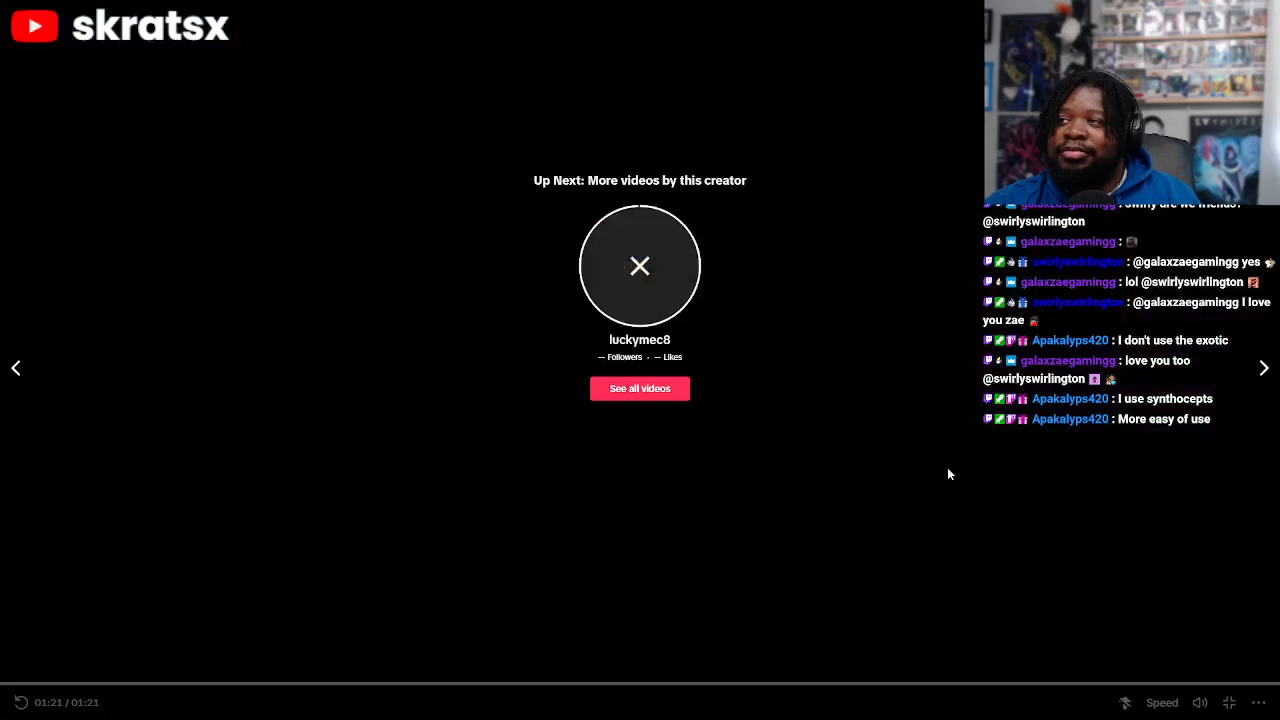 skratsx
Up Next: More videos by this creator
luckymec8
-- Followers · -- Likes
See all videos
@swirlyswirlington
galaxzaegamingg :
swirlyswirlington : @galaxzaegamingg yes
galaxzaegamingg : lol @swirlyswirlington
swirlyswirlington : @galaxzaegamingg I love
you zae
Apakalyps420 : I don't use the exotic
galaxzaegamingg : love you too
@swirlyswirlington
Apakalyps420 : I use synthocepts
Apakalyps420 : More easy of use
01:21 / 01:21
Speed